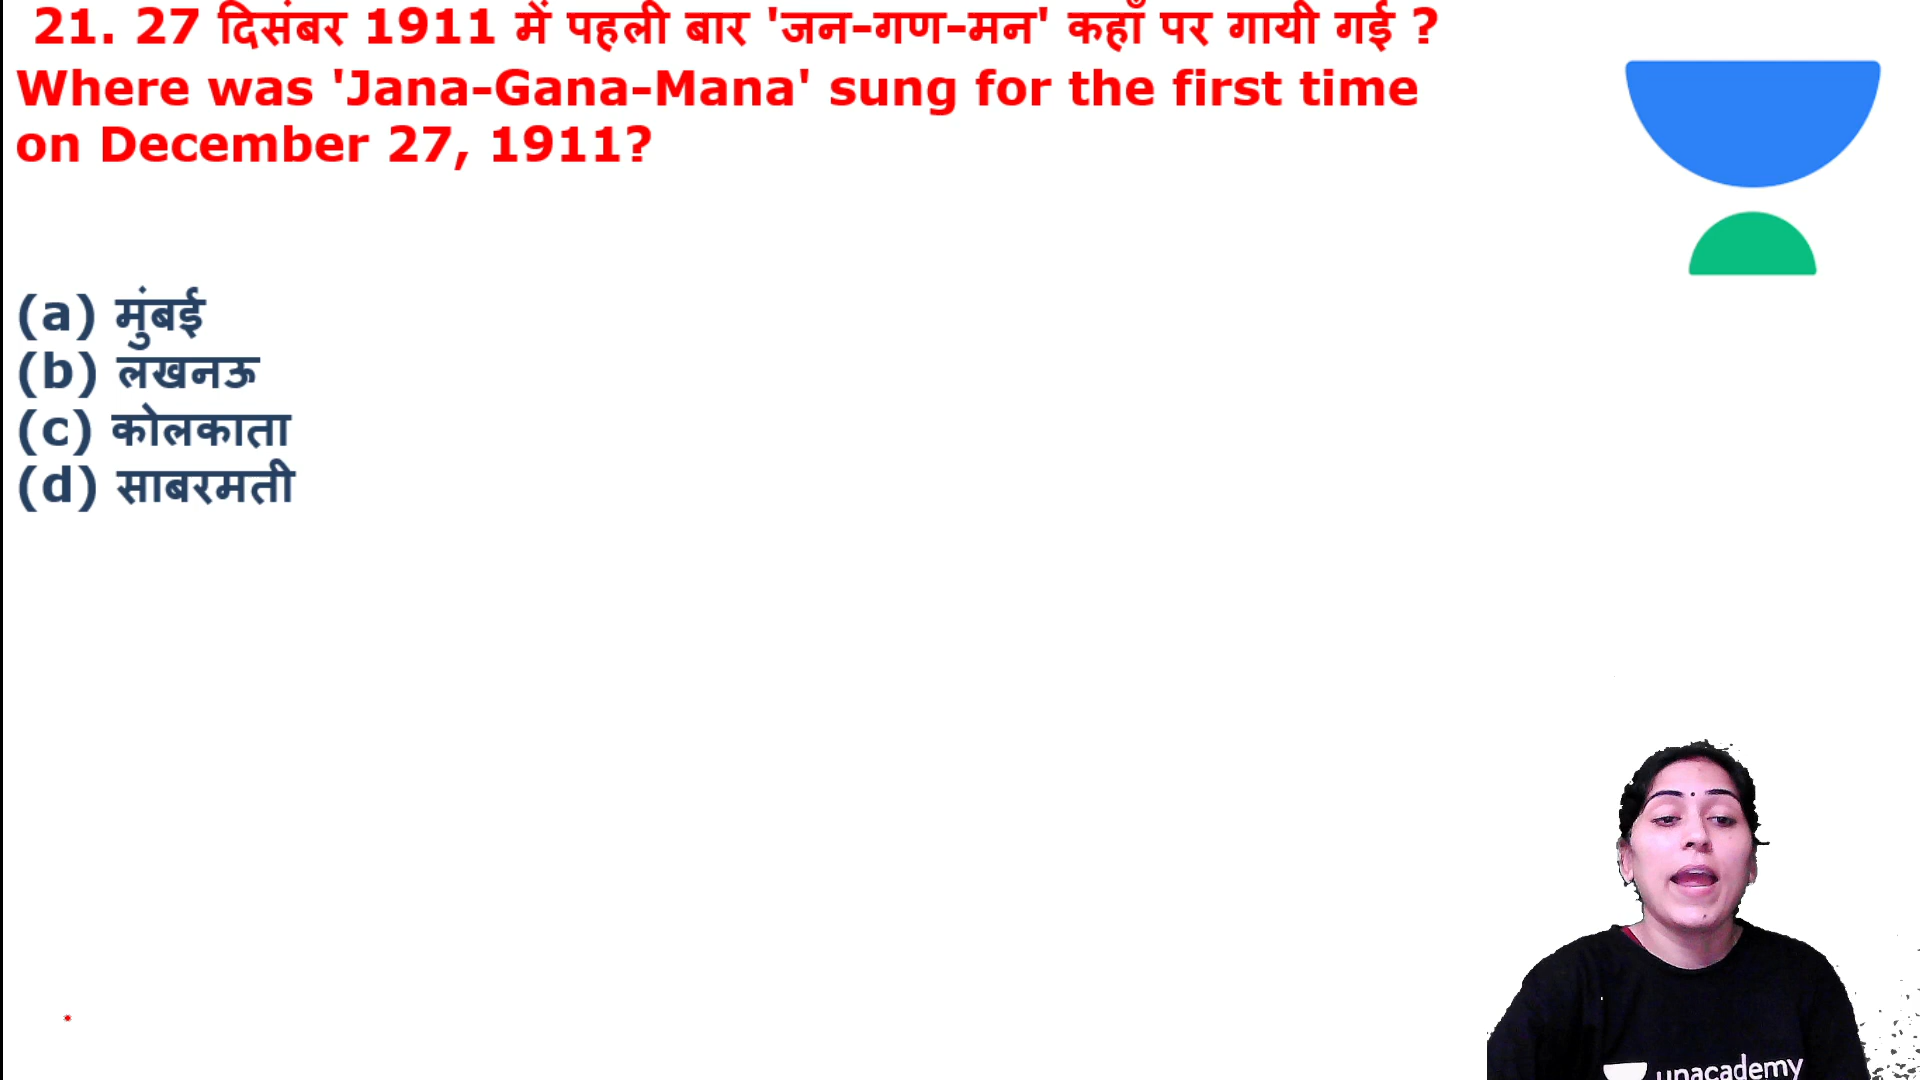 21. 27 दिसंबर 1911 में पहली बार 'जन-गण-मन' कहाँ पर गायी गई ?
Where was 'Jana-Gana-Mana' sung for the first time
on December 27, 1911?
(a) मुंबई
(b) लखनऊ
(c) कोलकाता
(d) साबरमती
unacademy